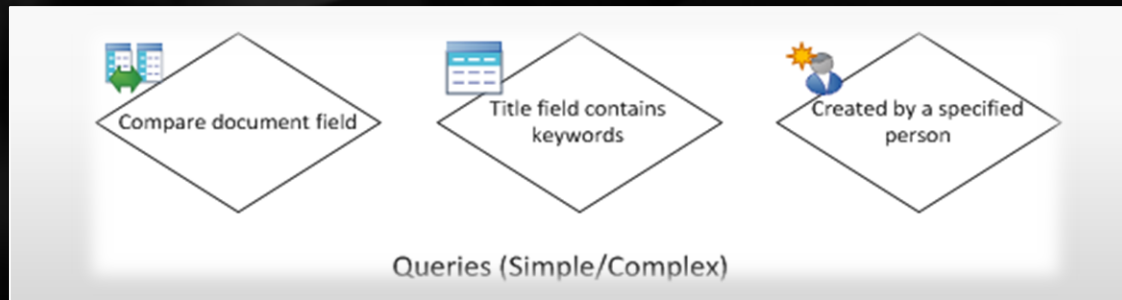 Compare document field
Title field contains
keywords
Created by a specified
person
Queries (Simple/Complex)